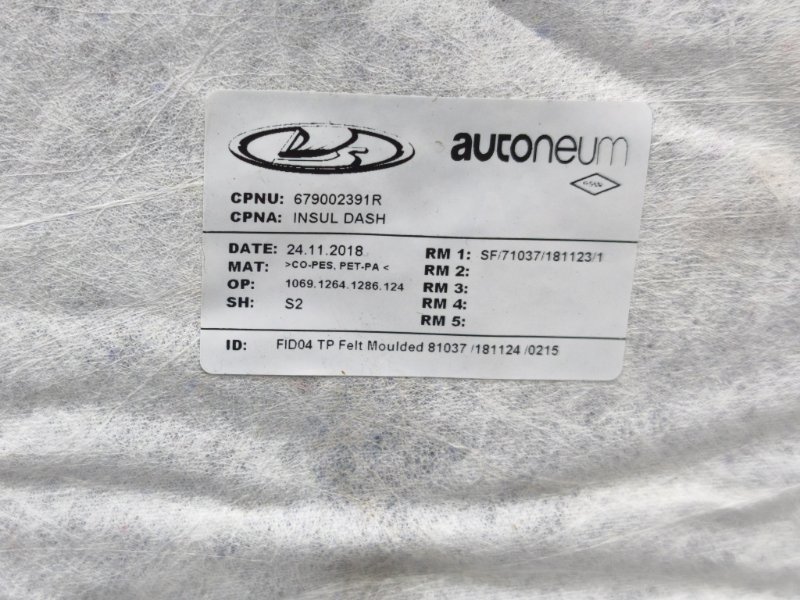 autoneum
CPNU: 679002391R
CPNA: INSUL DASH
DATE: 24.11.2018
MAT: >CO-PES, PET-PA <
OP: 1069.1264.1286.124
SH: S2
RM 1: SF/71037/181123/1
RM 2:
RM 3:
RM 4:
RM 5:
ID: FID04 TP Felt Moulded 81037 /181124 /0215